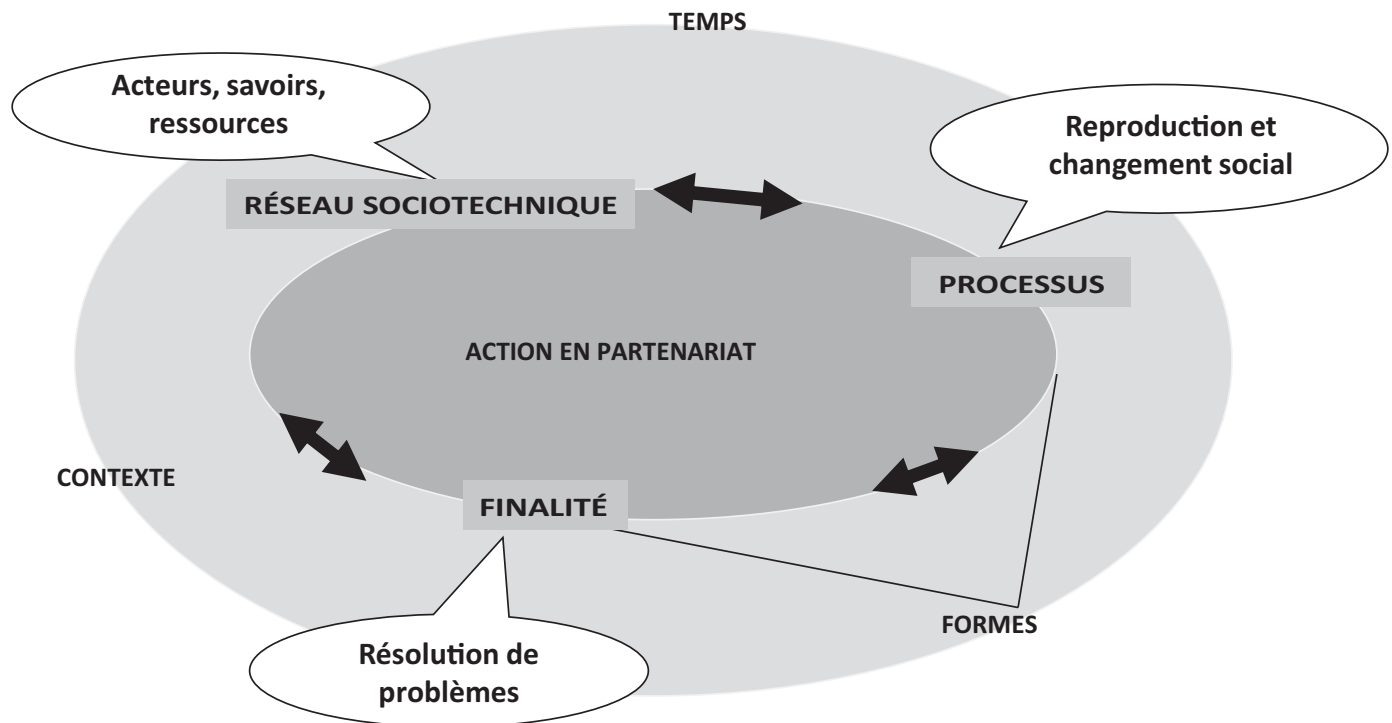 TEMPS
Acteurs, savoirs,
ressources
Reproduction et
changement social
RÉSEAU SOCIOTECHNIQUE
PROCESSUS
ACTION EN PARTENARIAT
CONTEXTE
FINALITÉ
FORMES
Résolution de
problèmes